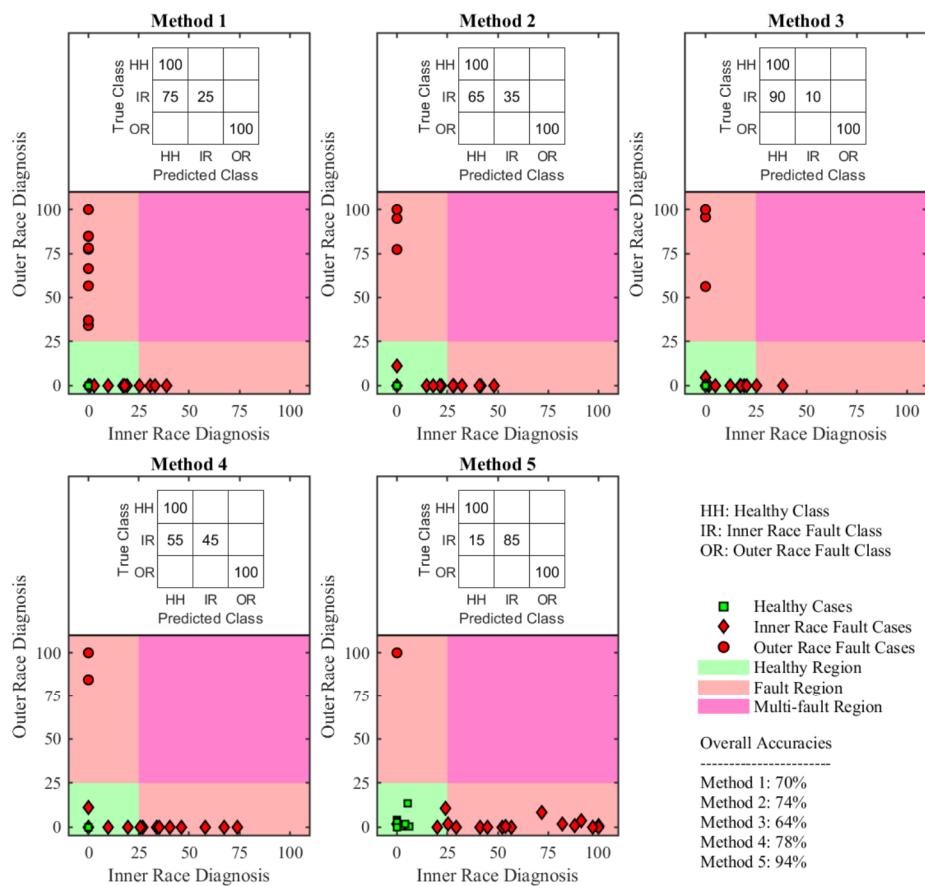 Method 1
True Class
HH 100
IR 75 25
OR 100
HH IR OR
Predicted Class
Outer Race Diagnosis
100
75
50
25
0
0 25 50 75 100
Inner Race Diagnosis
Method 2
True Class
HH 100
IR 65 35
OR 100
HH IR OR
Predicted Class
Outer Race Diagnosis
100
75
50
25
0
0 25 50 75 100
Inner Race Diagnosis
Method 3
True Class
HH 100
IR 90 10
OR 100
HH IR OR
Predicted Class
Outer Race Diagnosis
100
75
50
25
0
0 25 50 75 100
Inner Race Diagnosis
Method 4
True Class
HH 100
IR 55 45
OR 100
HH IR OR
Predicted Class
Outer Race Diagnosis
100
75
50
25
0
0 25 50 75 100
Inner Race Diagnosis
Method 5
True Class
HH 100
IR 15 85
OR 100
HH IR OR
Predicted Class
Outer Race Diagnosis
100
75
50
25
0
0 25 50 75 100
Inner Race Diagnosis
HH: Healthy Class
IR: Inner Race Fault Class
OR: Outer Race Fault Class
Healthy Cases
Inner Race Fault Cases
Outer Race Fault Cases
Healthy Region
Fault Region
Multi-fault Region
Overall Accuracies
-----------------------
Method 1: 70%
Method 2: 74%
Method 3: 64%
Method 4: 78%
Method 5: 94%